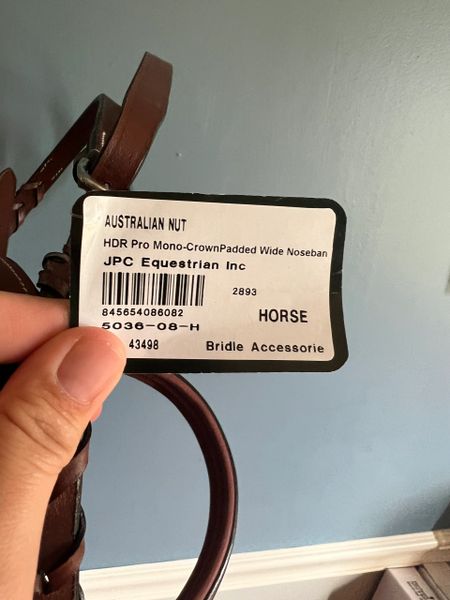 AUSTRALIAN NUT
HDR Pro Mono-CrownPadded Wide Noseban
JPC Equestrian Inc
2893
845654086082
HORSE
5036-08-H
43498 Bridle Accessorie